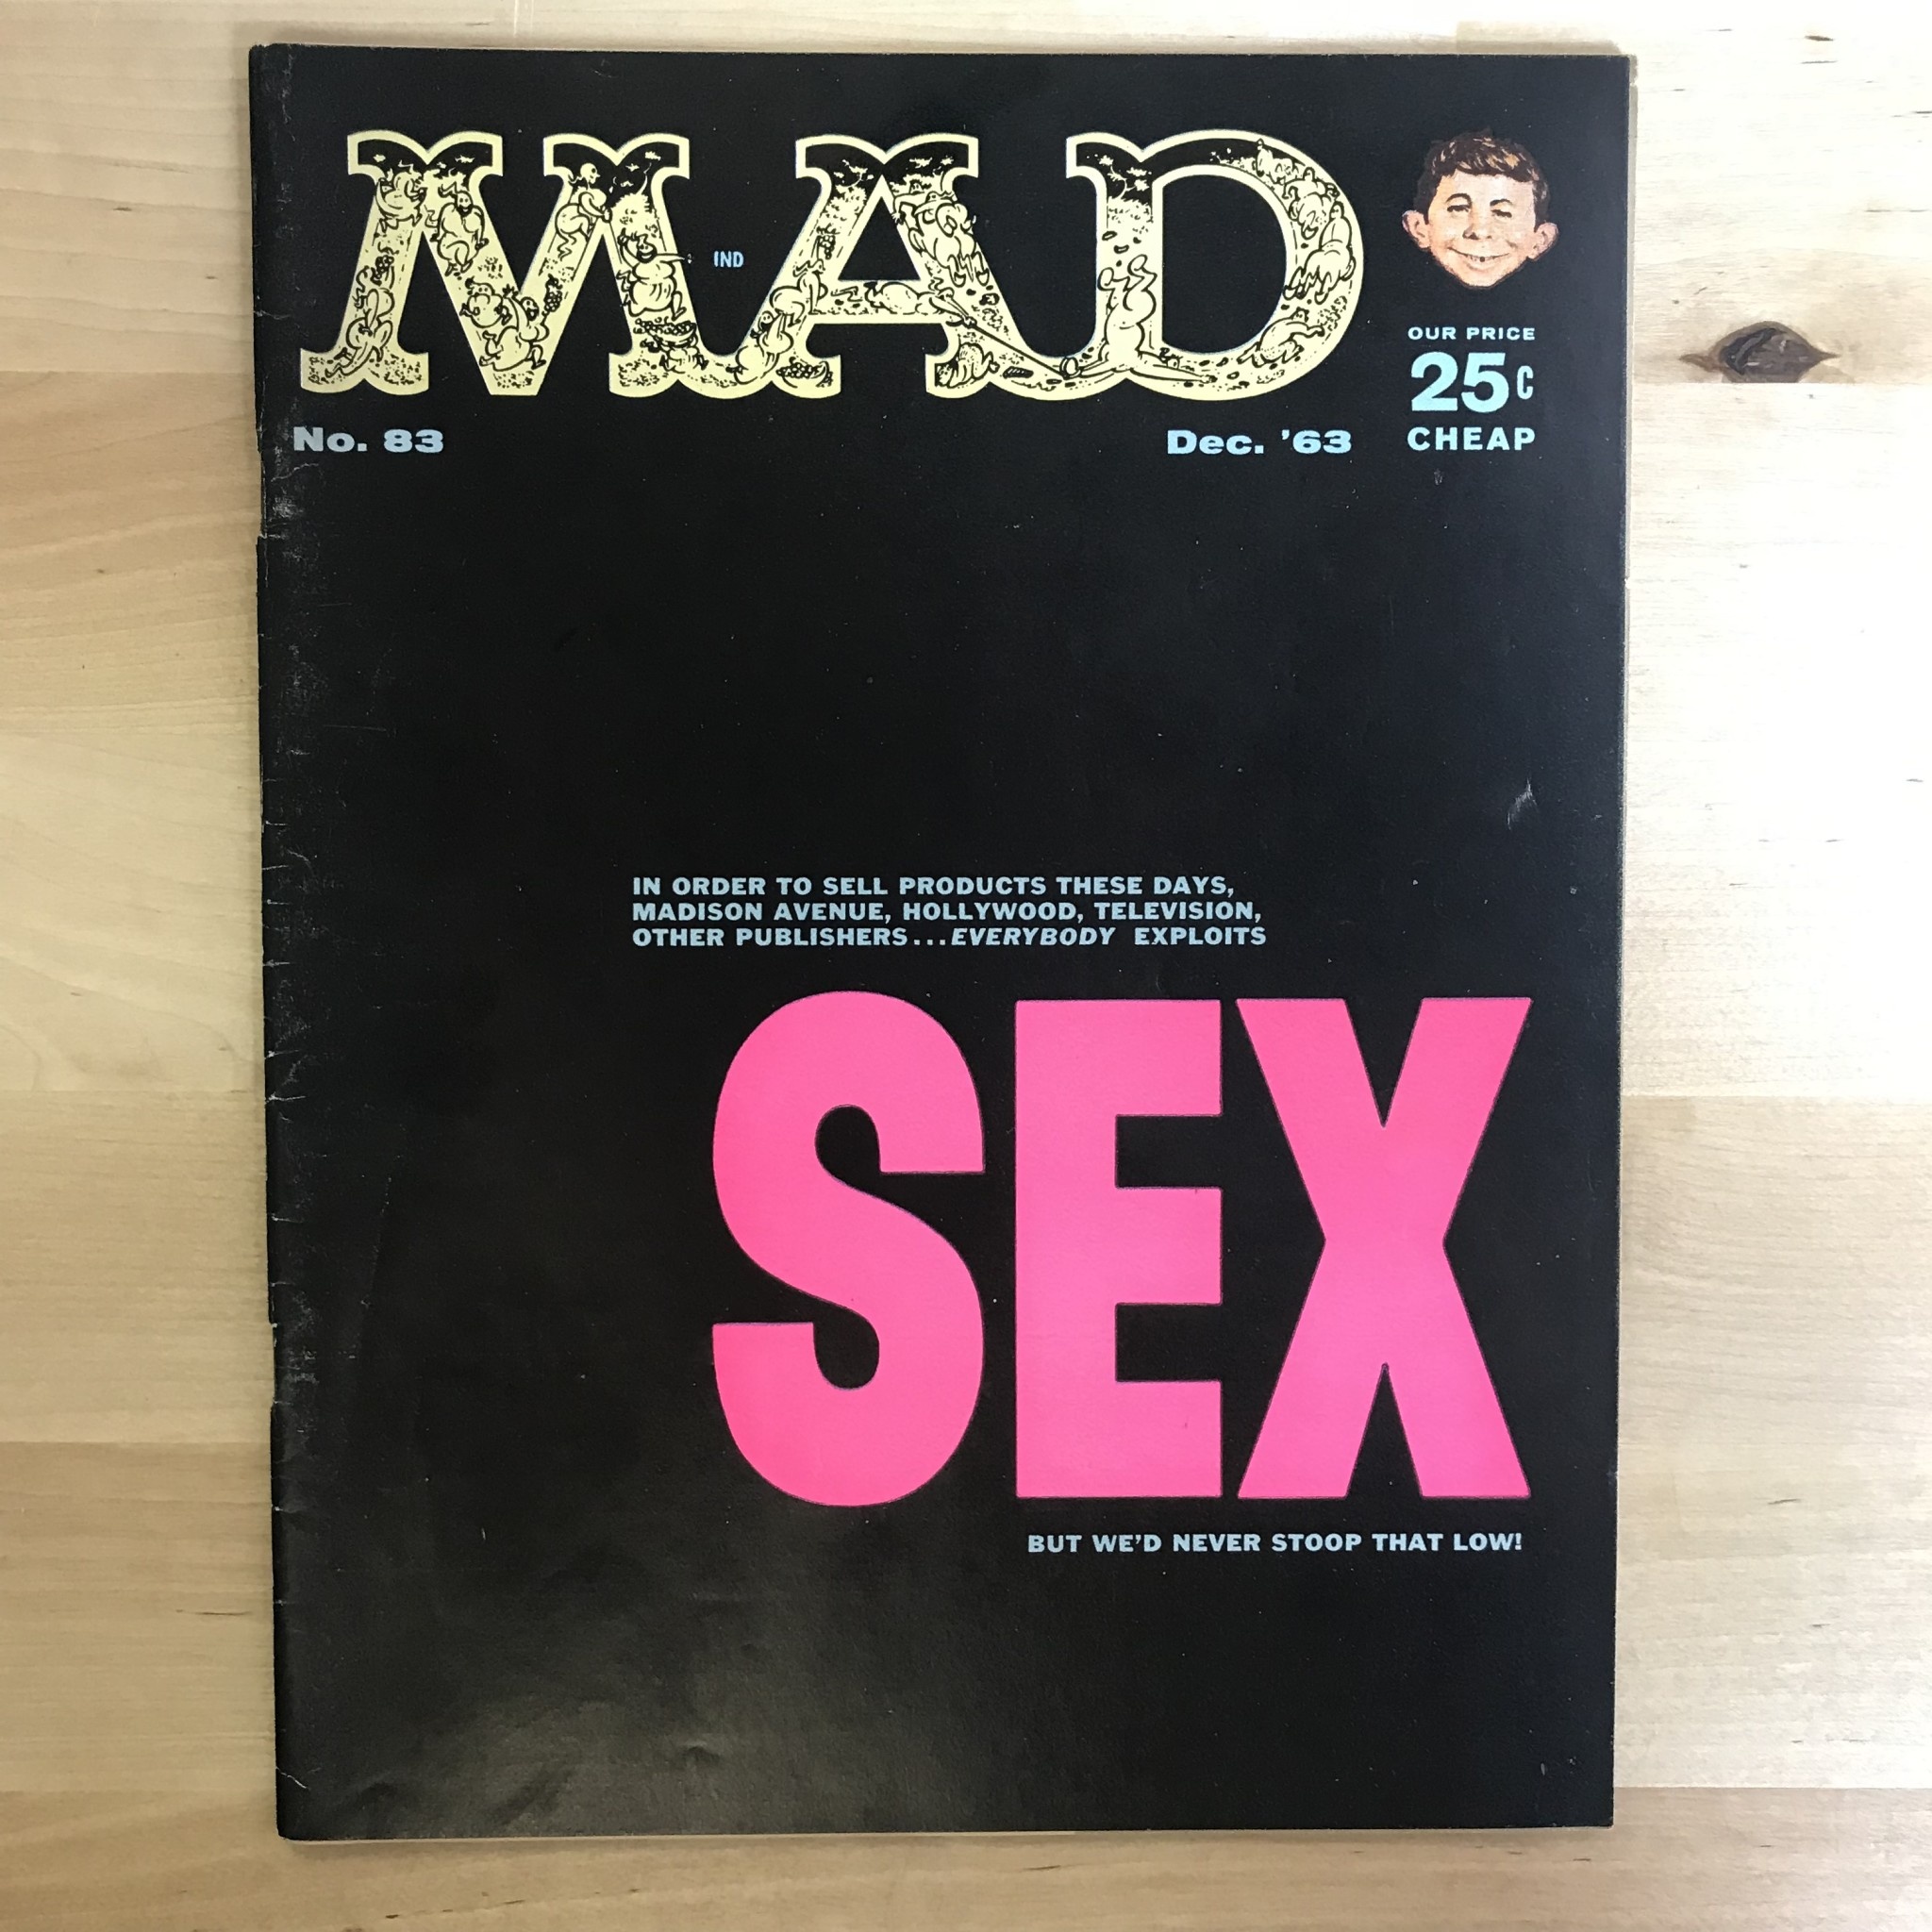 MAD
IND
OUR PRICE
25c
CHEAP
No. 83
Dec. '63
IN ORDER TO SELL PRODUCTS THESE DAYS,
MADISON AVENUE, HOLLYWOOD, TELEVISION,
OTHER PUBLISHERS...EVERYBODY EXPLOITS
SEX
BUT WE'D NEVER STOOP THAT LOW!